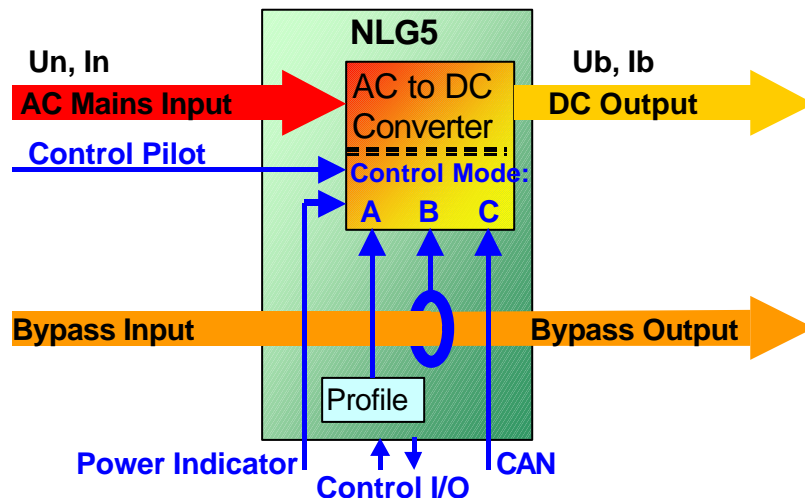 NLG5
Un, In
Ub, Ib
AC Mains Input
AC to DC
Converter
DC Output
Control Pilot
Control Mode:
A B C
Bypass Input
Bypass Output
Profile
Power Indicator
CAN
Control I/O